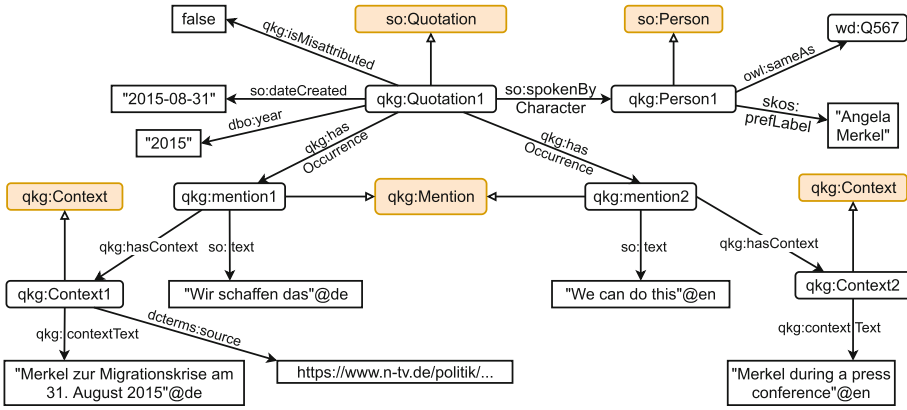 false
qkg:isMisattributed
so:Quotation
so:Person
wd:Q567
owl:sameAs
"2015-08-31"
so:dateCreated
qkg:Quotation1
so:spokenBy
Character
qkg:Person1
skos:
prefLabel
"Angela
Merkel"
"2015"
dbo:year
qkg:has
Occurrence
qkg:has
Occurrence
qkg:Context
qkg:mention1
qkg:Mention
qkg:mention2
qkg:Context
qkg:hasContext
so: text
so: text
qkg:hasContext
qkg:Context1
"Wir schaffen das"@de
"We can do this"@en
qkg:Context2
qkg: contextText
dcterms:source
qkg:context Text
"Merkel zur Migrationskrise am
31. August 2015"@de
https://www.n-tv.de/politik/...
"Merkel during a press
conference"@en